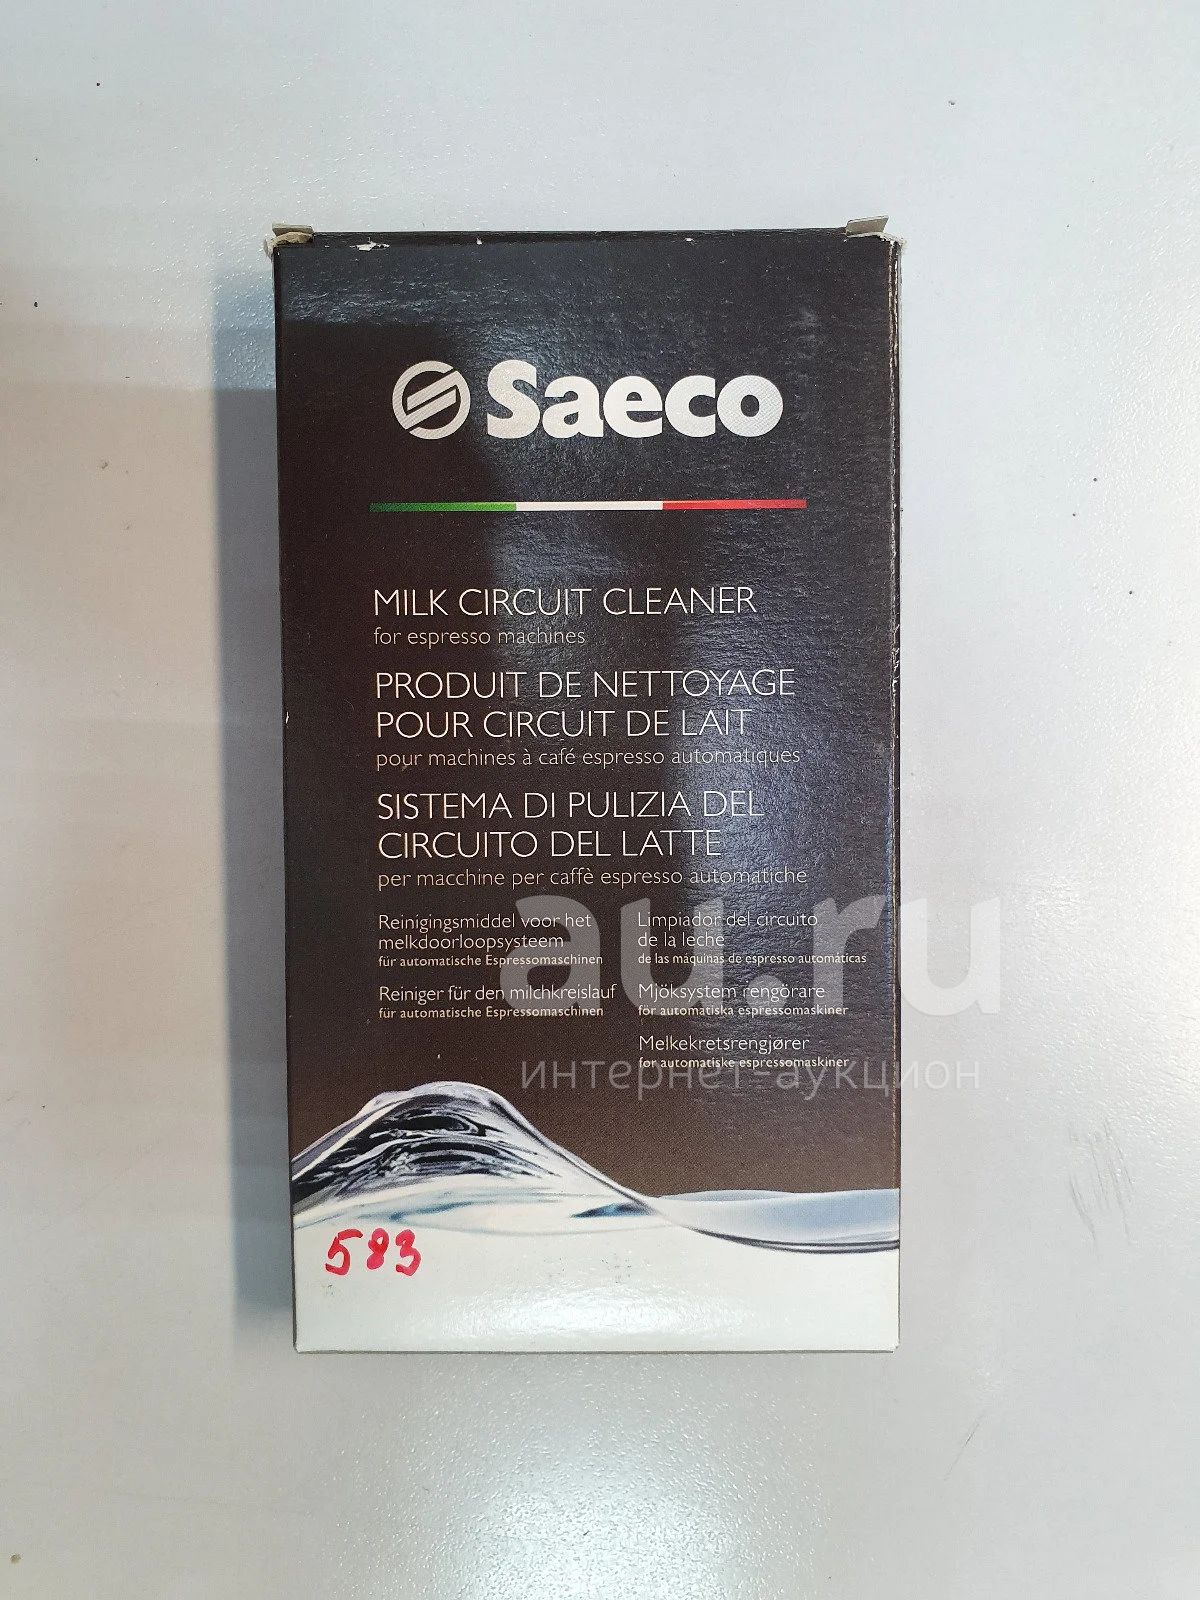 Saeco
MILK CIRCUIT CLEANER
for espresso machines
PRODUIT DE NETTOYAGE
POUR CIRCUIT DE LAIT
pour machines à café espresso automatiques
SISTEMA DI PULIZIA DEL
CIRCUITO DEL LATTE
per macchine per caffè espresso automatiche
Reinigingsmiddel voor het
melkdoorloopsysteem
für automatische Espressomaschinen
Reiniger für den milchkreislauf
für automatische Espressomaschinen
Limpiador del circuito
de la leche
de las máquinas de espresso automáticas
Mjöksystem rengörare
för automatiska espressomaskiner
Melkekretsrengjører
før automatiske espressomaskiner
au.ru
интернет-аукцион
583